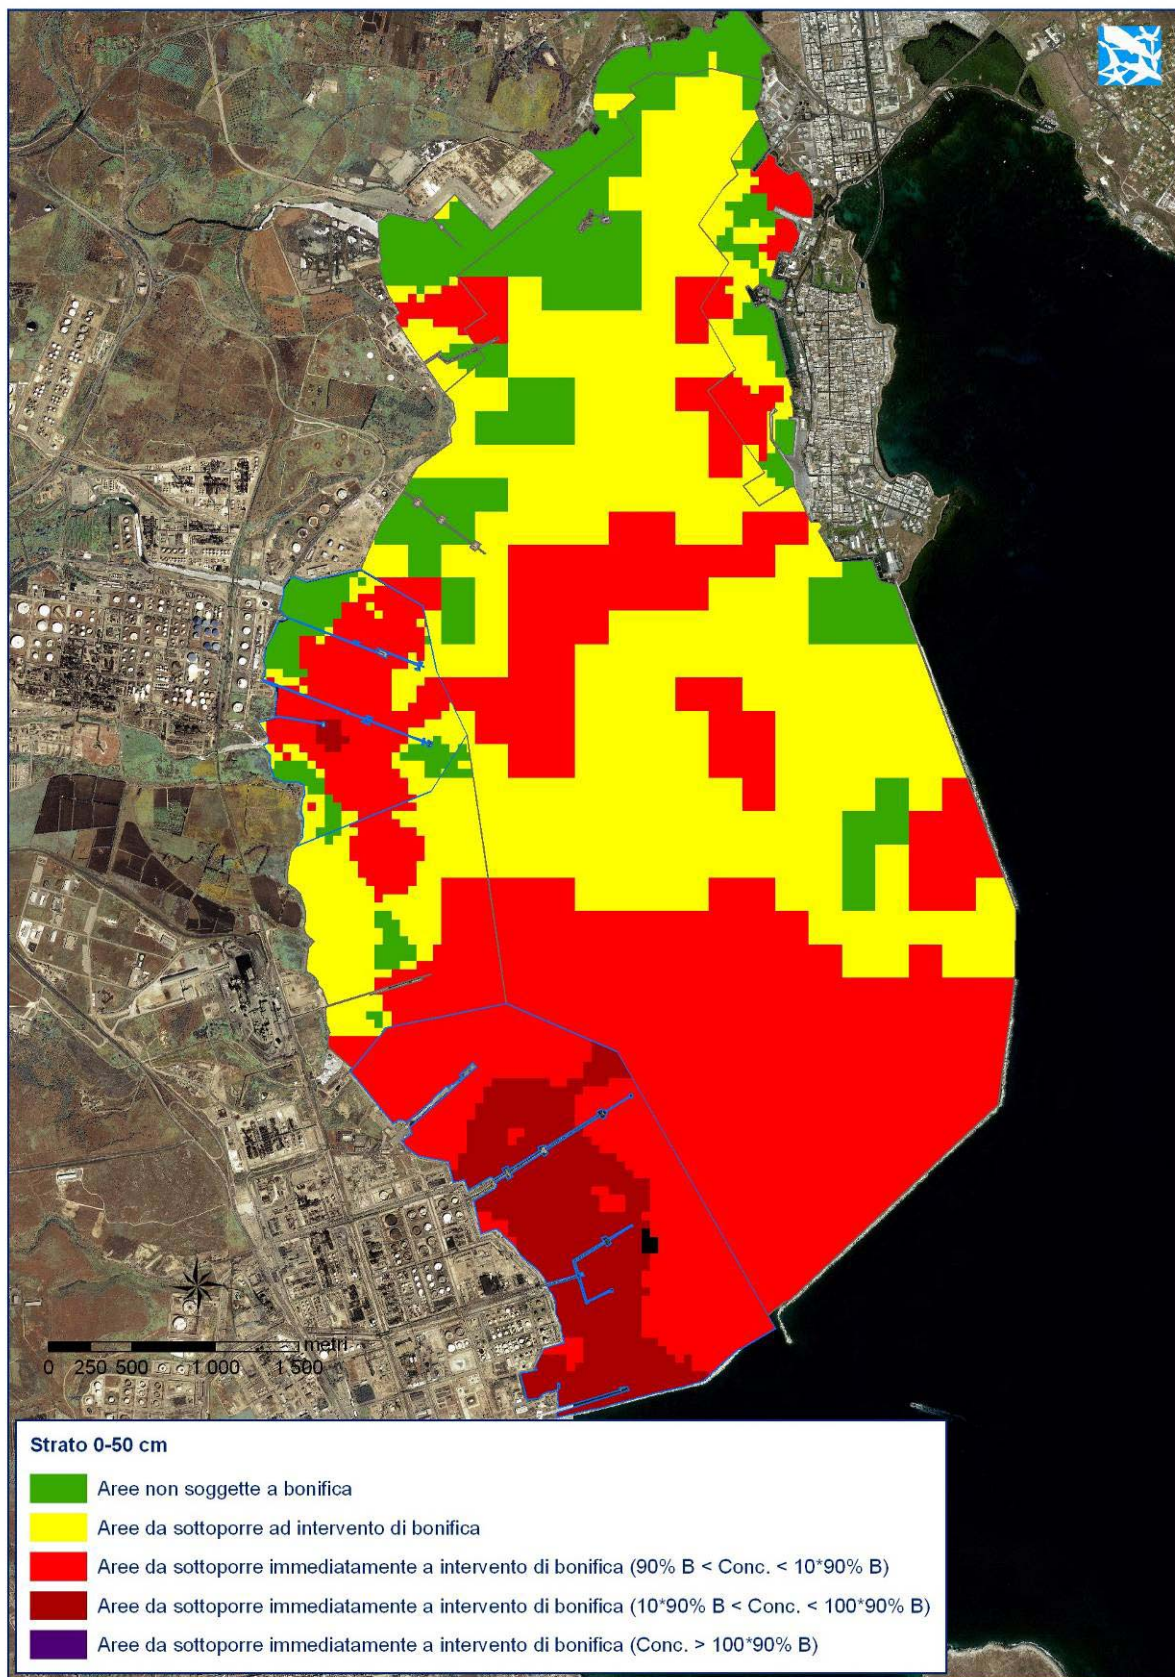 metri
0 250 500 1 000 1 500
Strato 0-50 cm
Aree non soggette a bonifica
Aree da sottoporre ad intervento di bonifica
Aree da sottoporre immediatamente a intervento di bonifica (90% B < Conc. < 10*90% B)
Aree da sottoporre immediatamente a intervento di bonifica (10*90% B < Conc. < 100*90% B)
Aree da sottoporre immediatamente a intervento di bonifica (Conc. > 100*90% B)